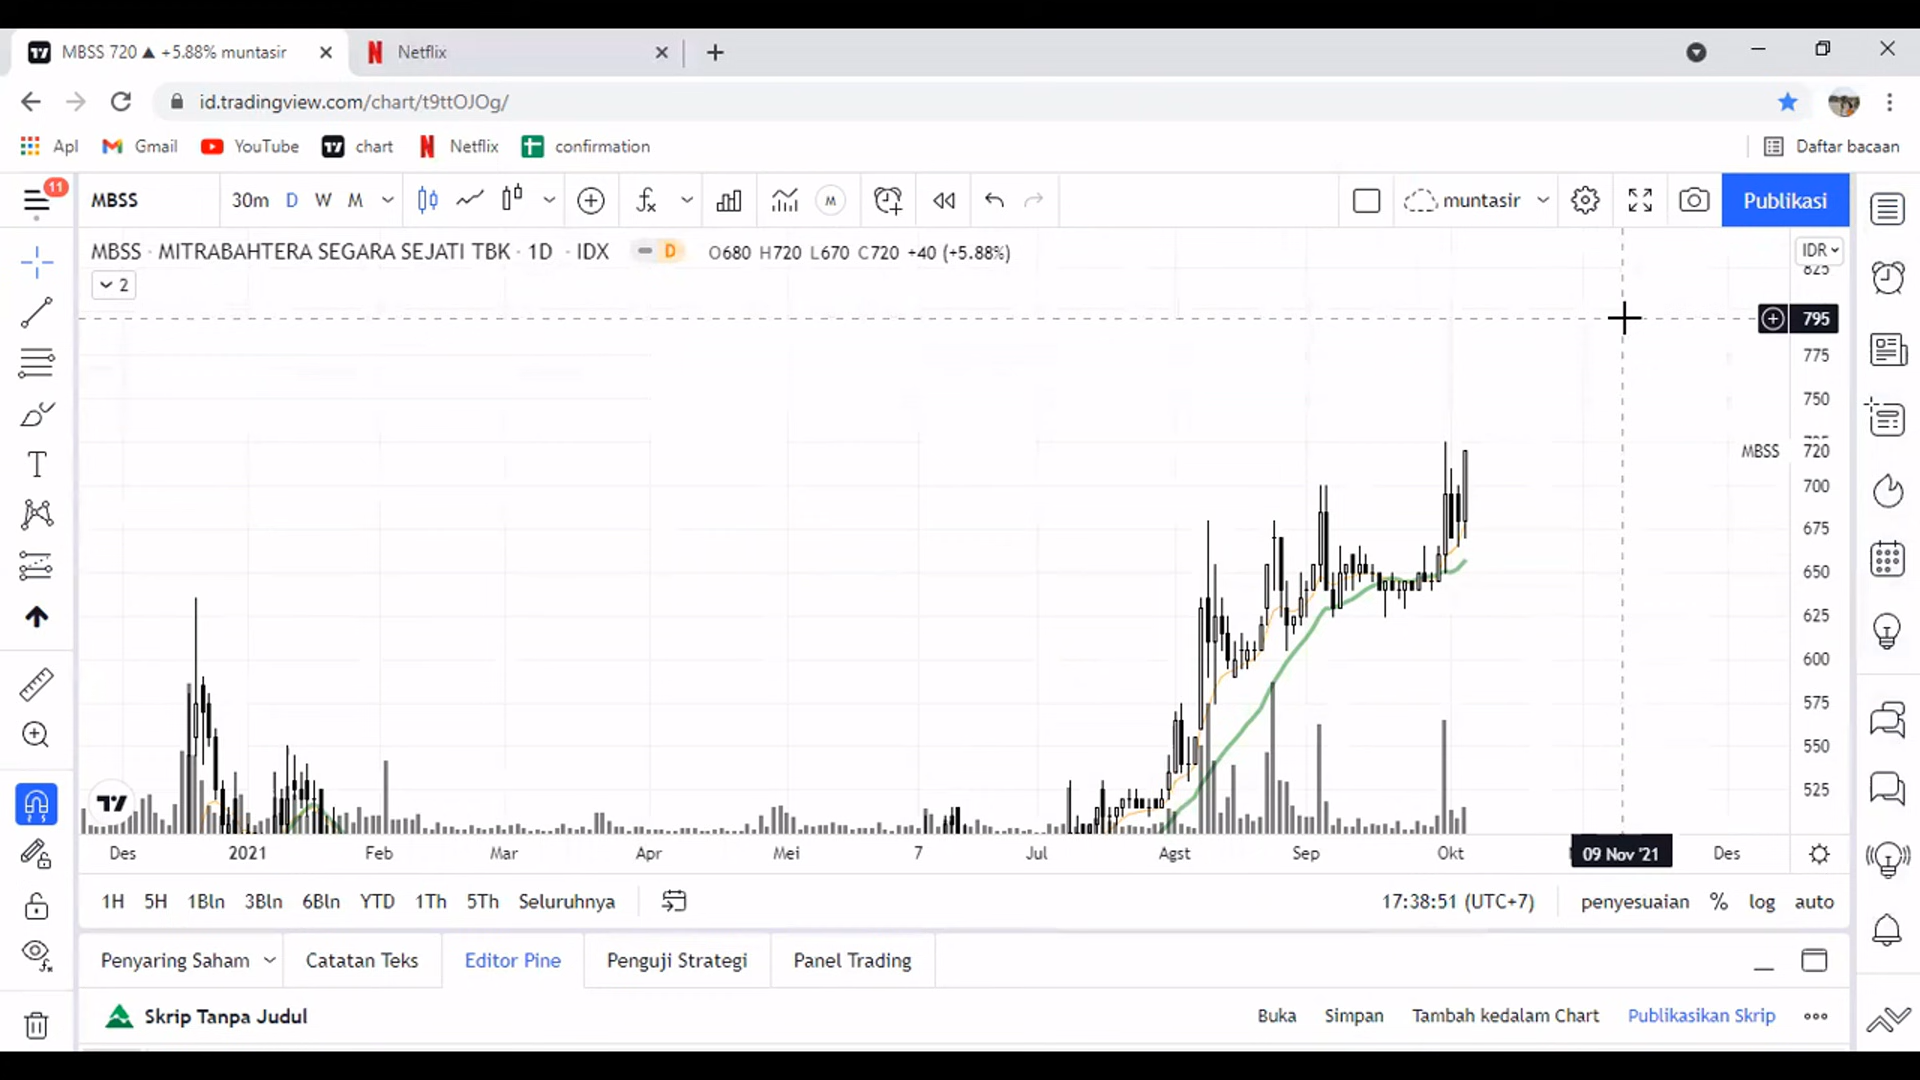 MBSS 720 ▲ +5.88% muntasir
Netflix
id.tradingview.com/chart/t9ttOJOg/
Apl Gmail YouTube chart Netflix confirmation Daftar bacaan
11
MBSS 30m D W M muntasir Publikasi
MBSS · MITRABAHTERA SEGARA SEJATI TBK · 1D · IDX D O680 H720 L670 C720 +40 (+5.88%) IDR
2
825
795
775
750
MBSS 720
700
675
650
625
600
575
550
525
Des 2021 Feb Mar Apr Mei 7 Jul Agst Sep Okt 09 Nov '21 Des
1H 5H 1Bln 3Bln 6Bln YTD 1Th 5Th Seluruhnya 17:38:51 (UTC+7) penyesuaian % log auto
Penyaring Saham Catatan Teks Editor Pine Penguji Strategi Panel Trading
Skrip Tanpa Judul Buka Simpan Tambah kedalam Chart Publikasikan Skrip